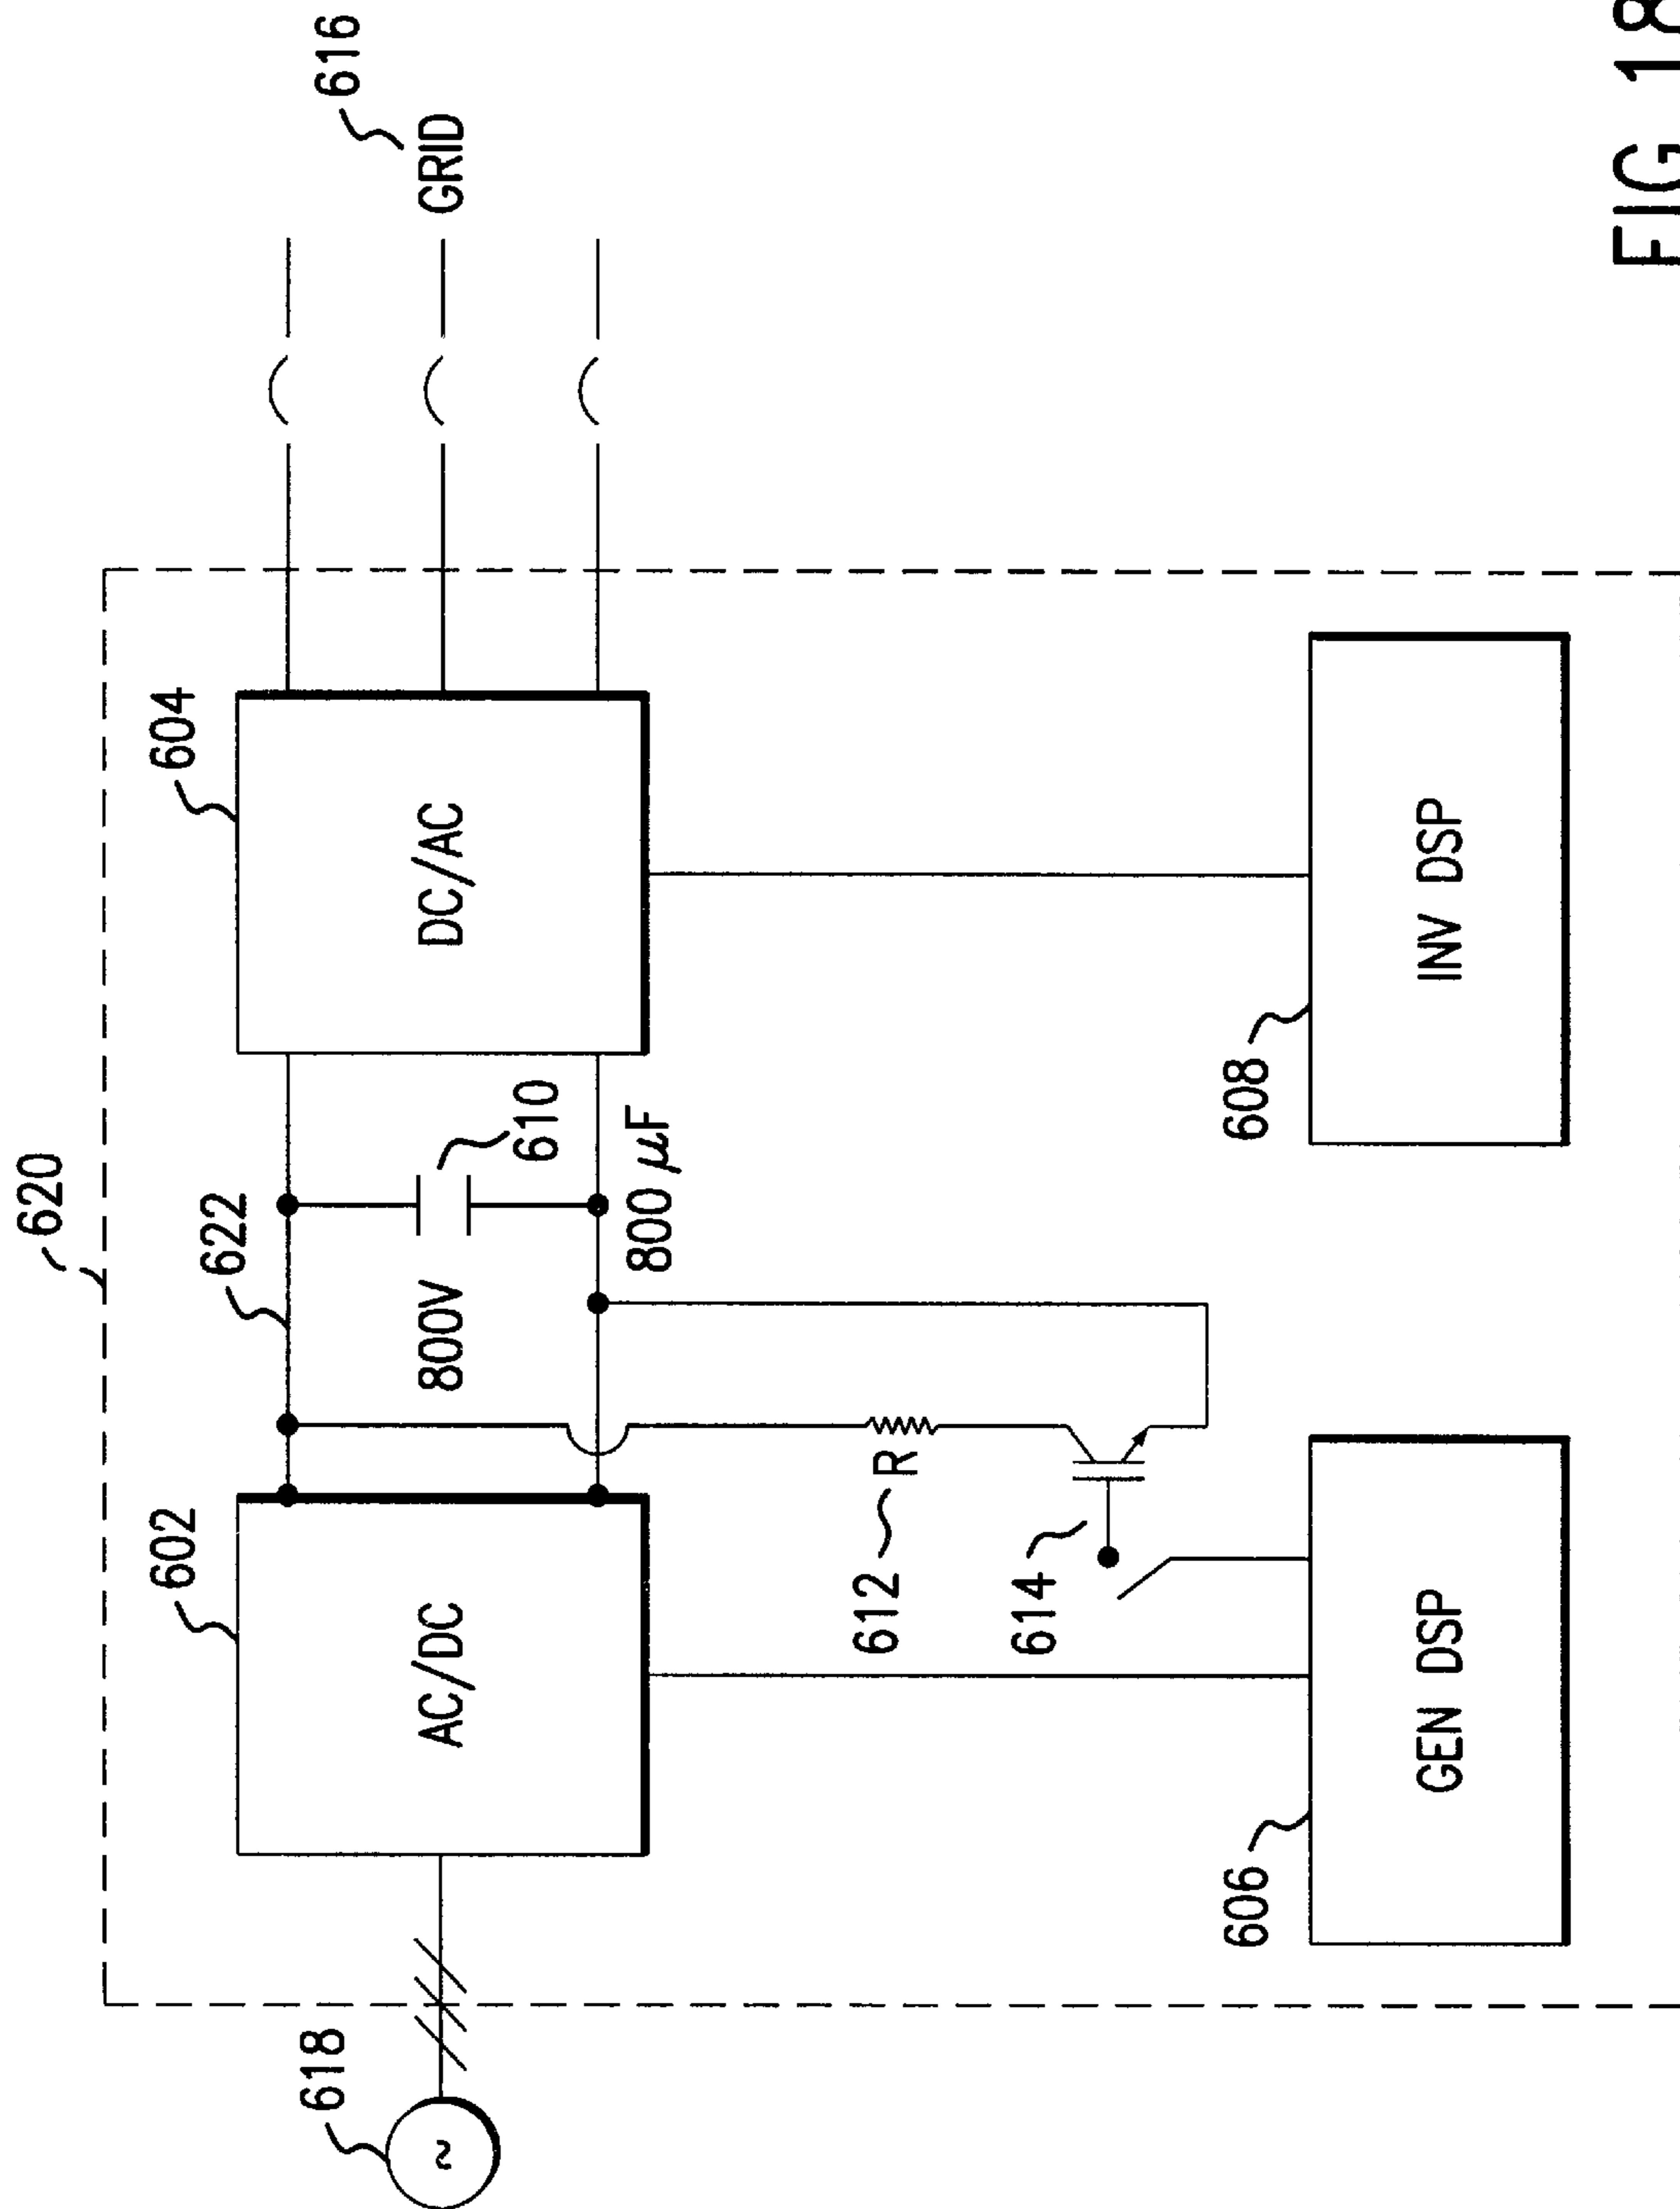 620
618
602
AC/DC
622
800V
610
800 µF
604
DC/AC
616
GRID
612
R
614
606
GEN DSP
608
INV DSP
FIG 18